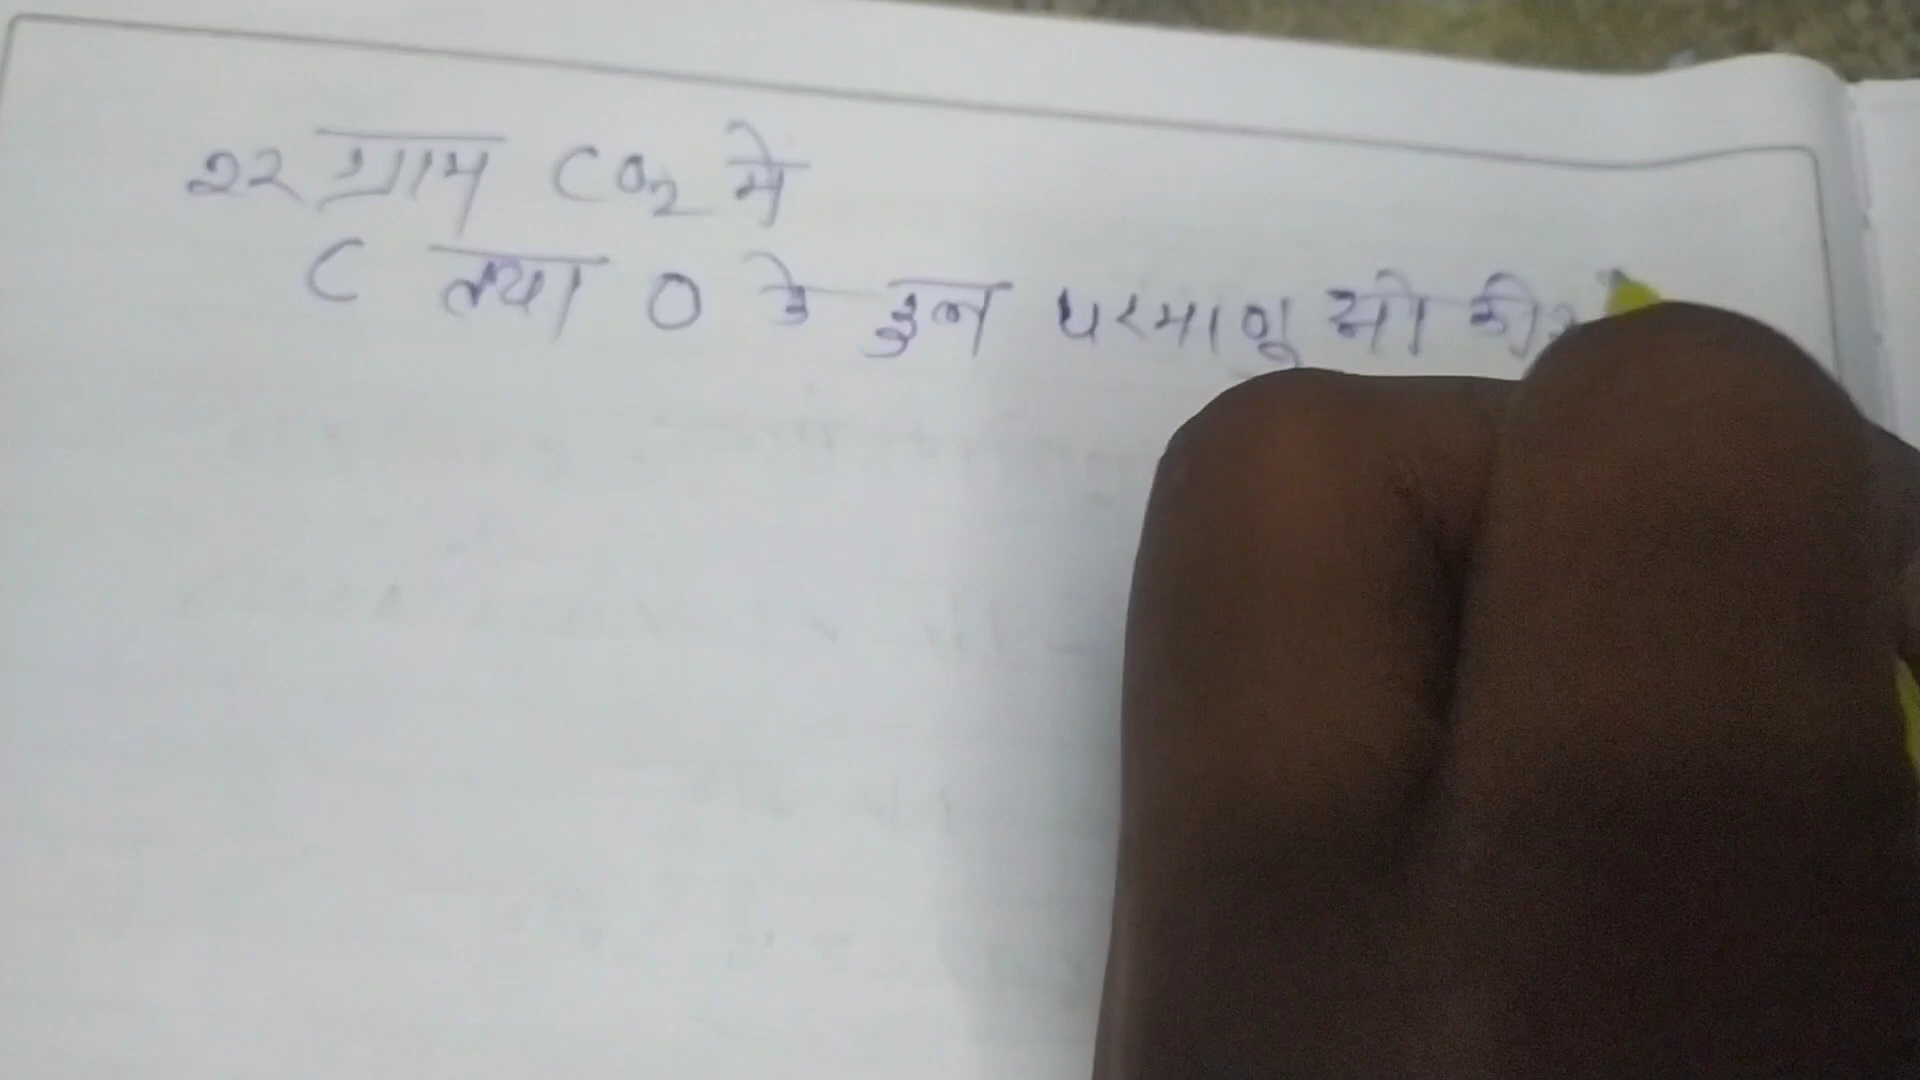 22 ग्राम CO2 मे
C तथा O के कुल परमाणुओ की